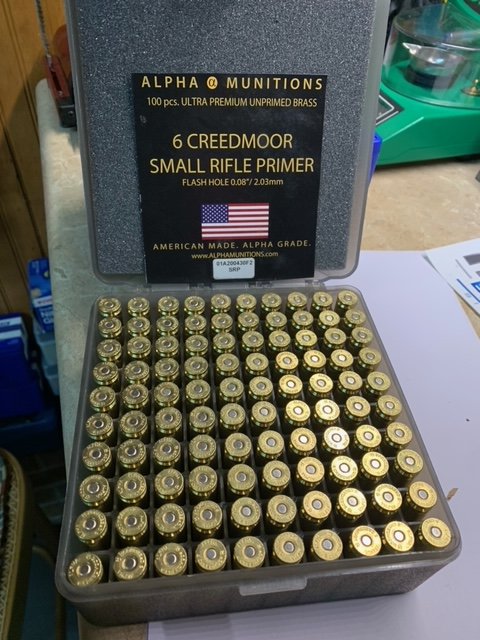 ALPHA α MUNITIONS
100 pcs. ULTRA PREMIUM UNPRIMED BRASS
6 CREEDMOOR
SMALL RIFLE PRIMER
FLASH HOLE 0.08"/ 2.03mm
AMERICAN MADE. ALPHA GRADE.
www.ALPHAMUNITIONS.com
01A200430F2
SRP